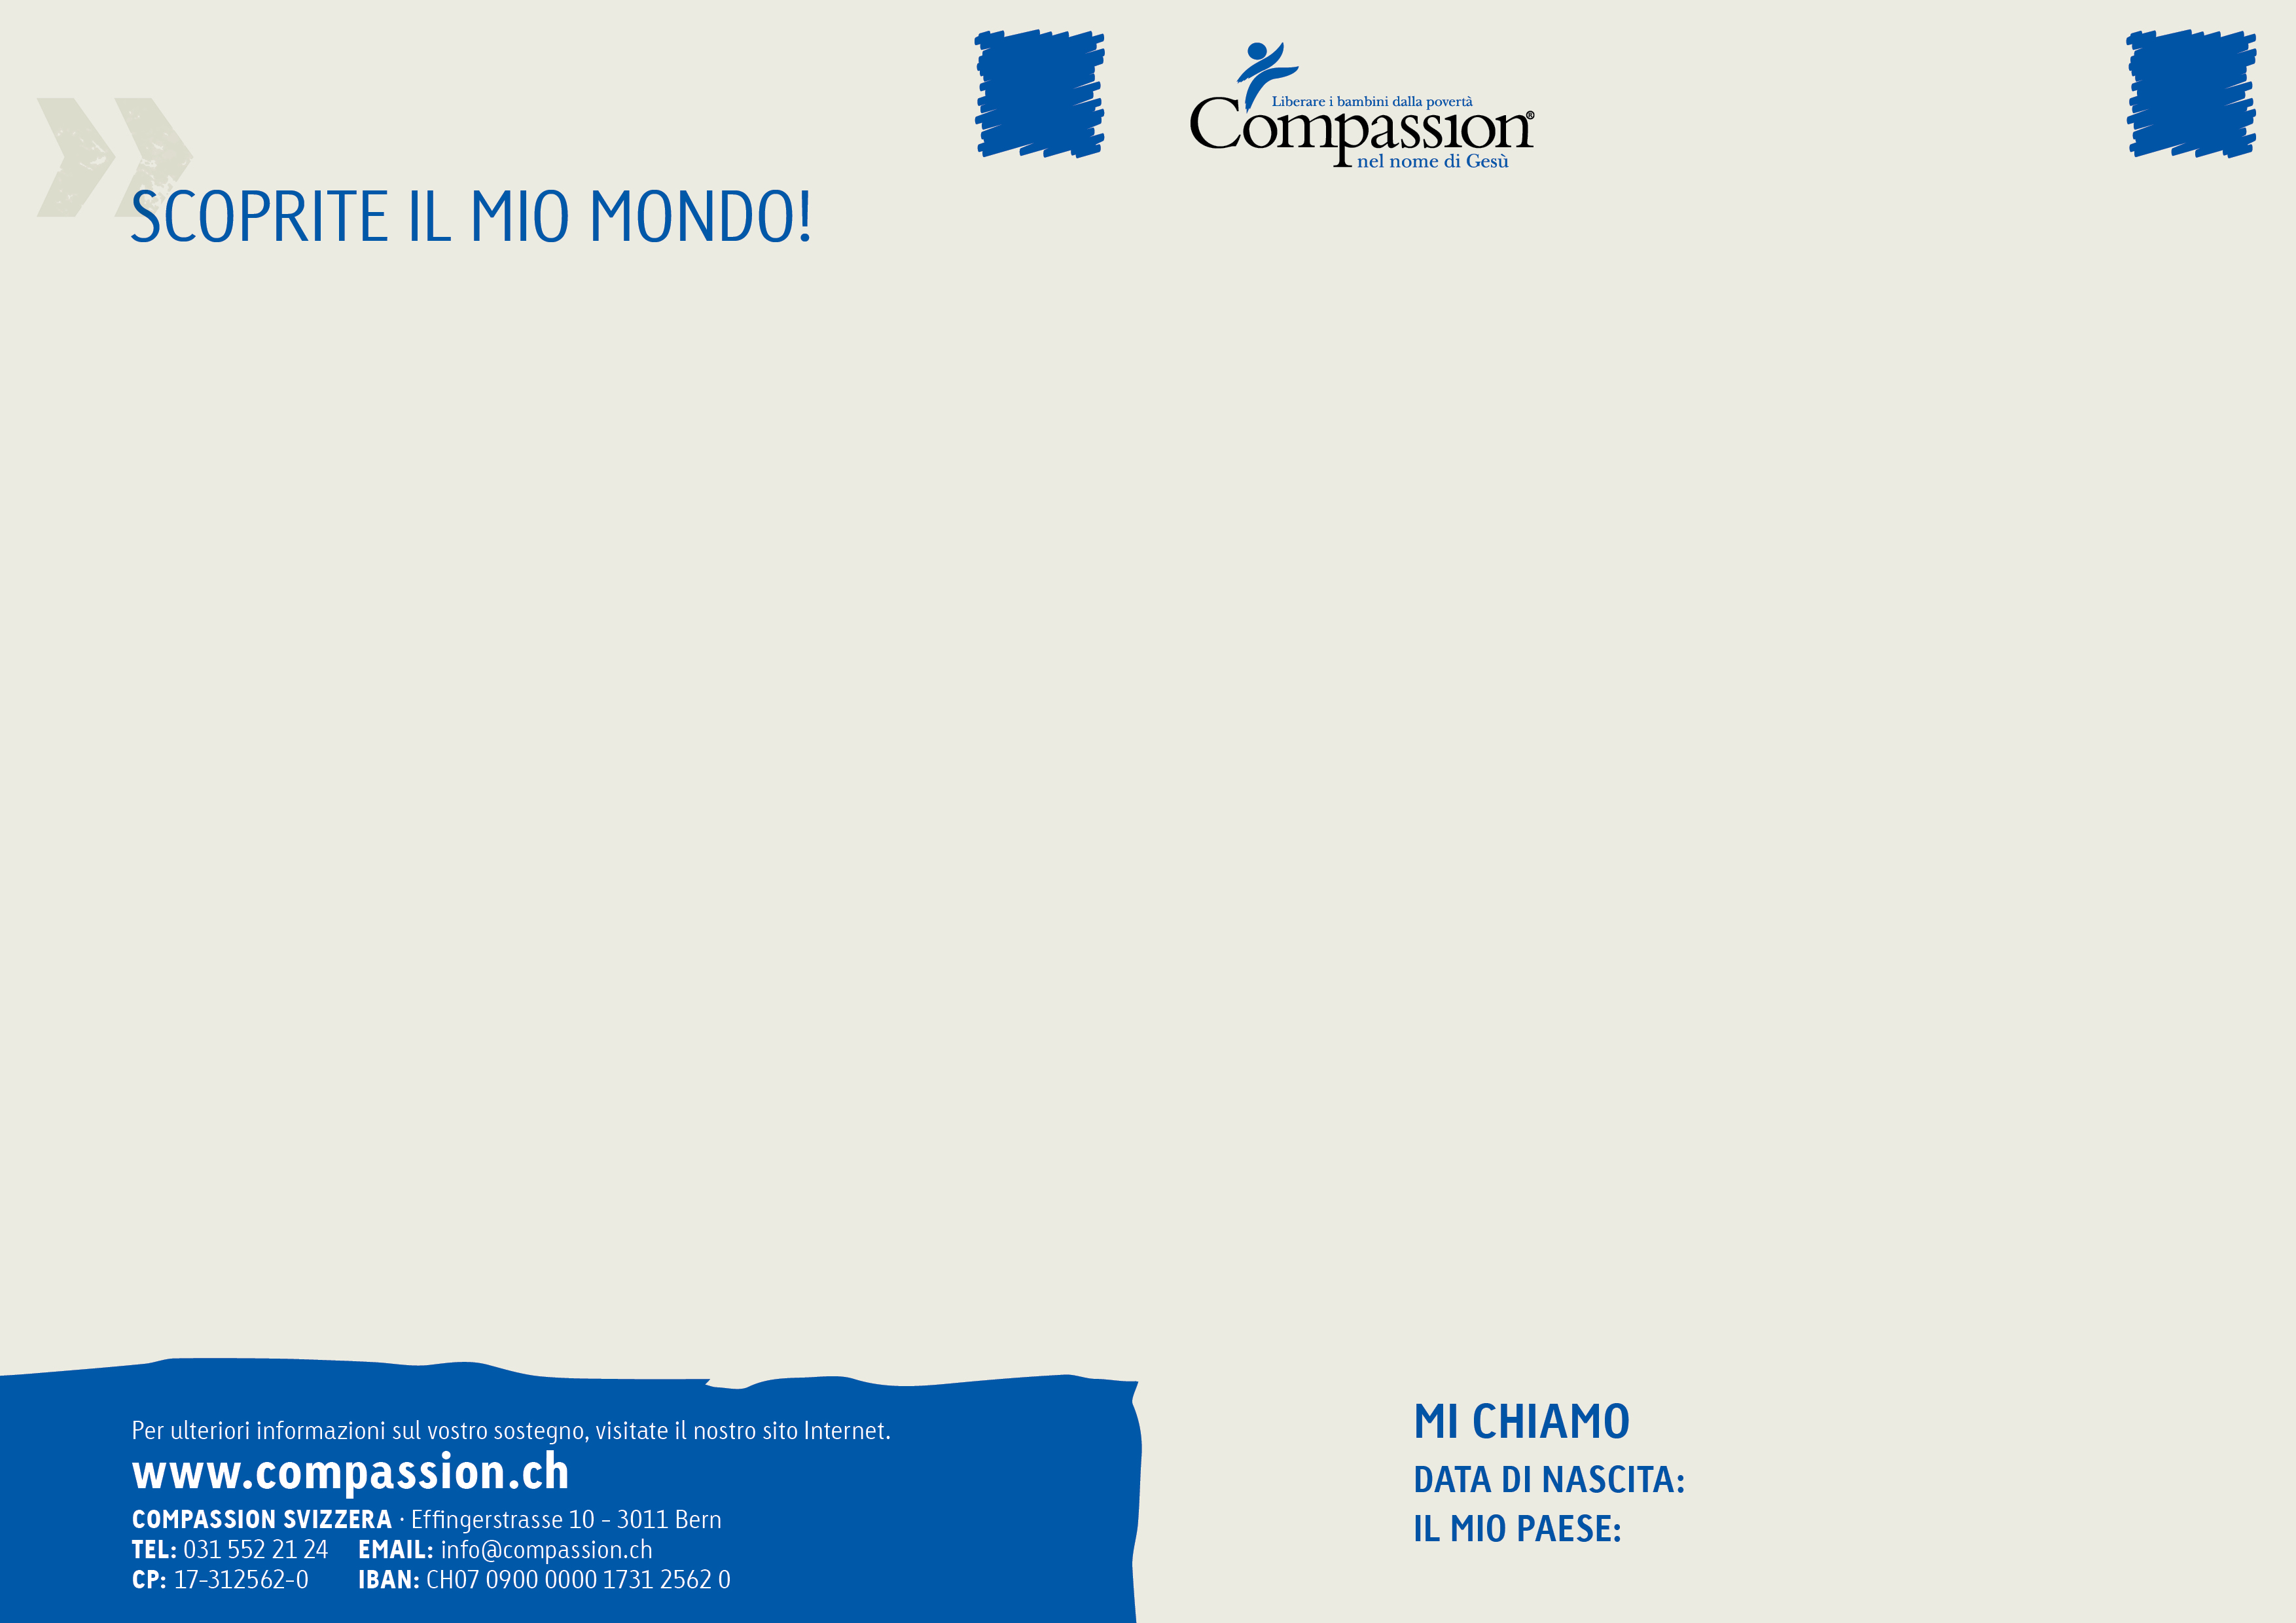 SCOPRITE IL MIO MONDO!
Liberare i bambini dalla povertà
Compassion®
nel nome di Gesù
Per ulteriori informazioni sul vostro sostegno, visitate il nostro sito Internet.
www.compassion.ch
COMPASSION SVIZZERA · Effingerstrasse 10 - 3011 Bern
TEL: 031 552 21 24 EMAIL: info@compassion.ch
CP: 17-312562-0 IBAN: CH07 0900 0000 1731 2562 0
MI CHIAMO
DATA DI NASCITA:
IL MIO PAESE: